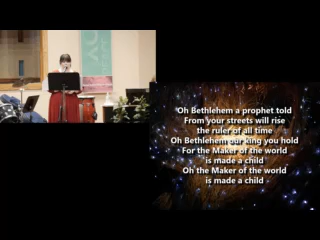 Oh Bethlehem a prophet told
From your streets will rise
the ruler of all time
Oh Bethlehem our king you hold
For the Maker of the world
is made a child
Oh the Maker of the world
is made a child